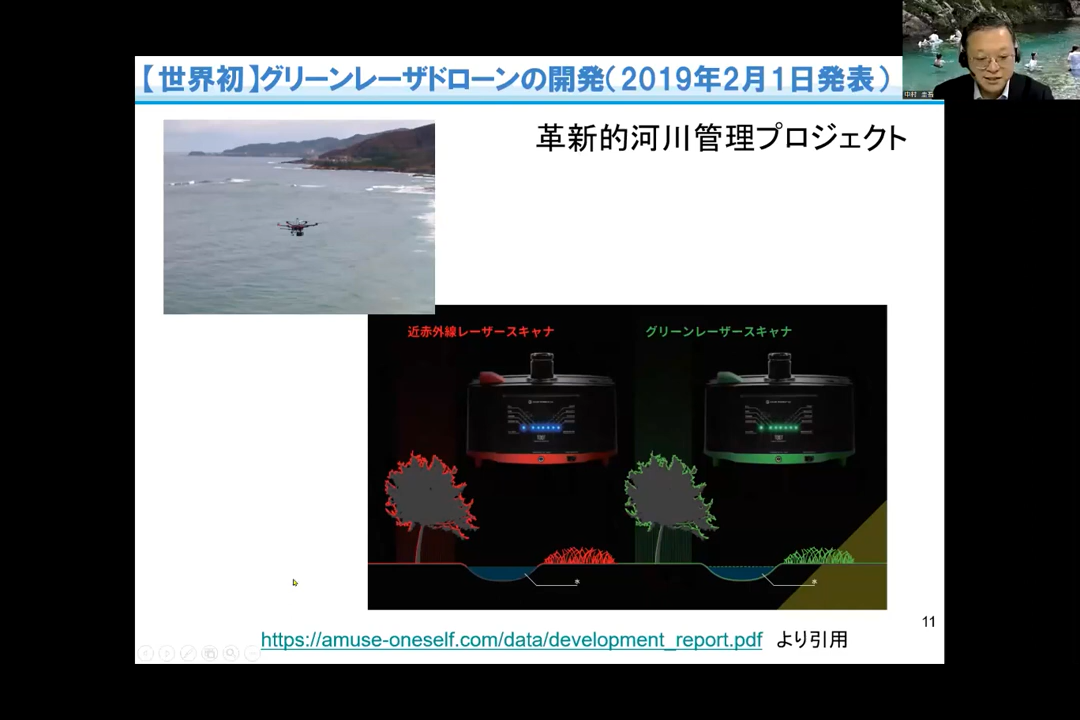 【世界初】グリーンレーザドローンの開発(2019年2月1日発表)
革新的河川管理プロジェクト
近赤外線レーザースキャナ
グリーンレーザースキャナ
水
水
https://amuse-oneself.com/data/development_report.pdf より引用
11